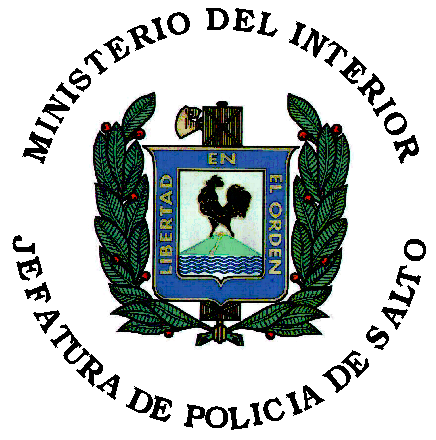 MINISTERIO DEL INTERIOR
LIBERTAD EN EL ORDEN
JEFATURA DE POLICIA DE SALTO